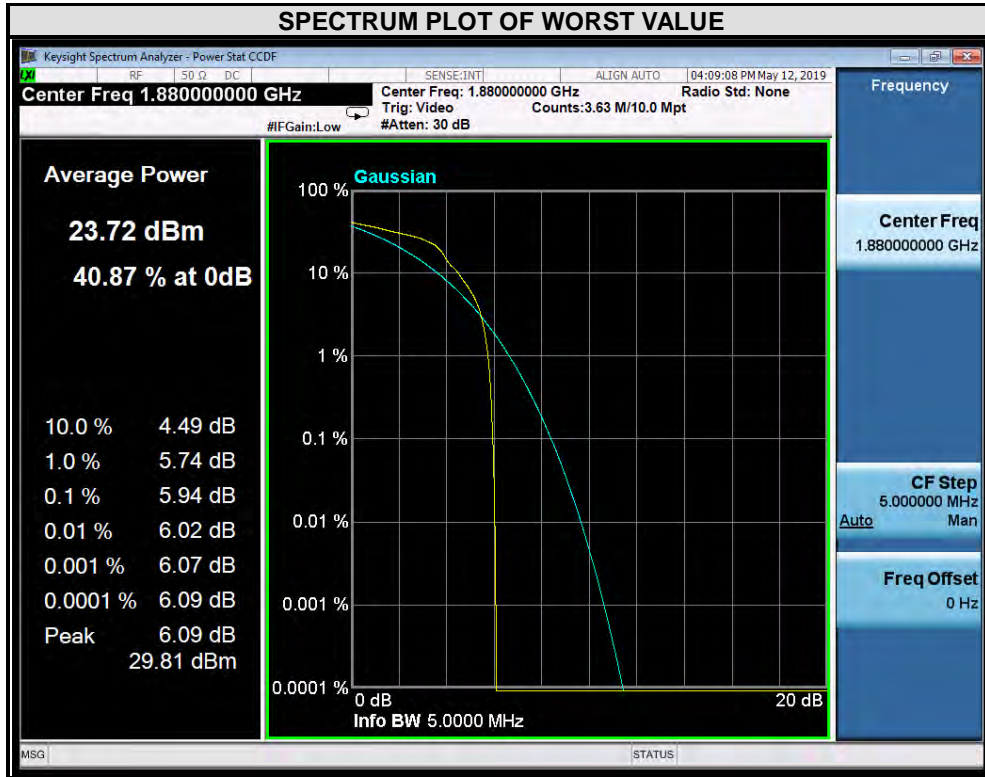 SPECTRUM PLOT OF WORST VALUE
Keysight Spectrum Analyzer - Power Stat CCDF
LXI RF 50 Ω DC SENSE:INT ALIGN AUTO 04:09:08 PM May 12, 2019
Center Freq 1.880000000 GHz
Center Freq: 1.880000000 GHz Radio Std: None
Trig: Video Counts:3.63 M/10.0 Mpt
#IFGain:Low #Atten: 30 dB
Frequency
Average Power
23.72 dBm
40.87 % at 0dB
10.0 % 4.49 dB
1.0 % 5.74 dB
0.1 % 5.94 dB
0.01 % 6.02 dB
0.001 % 6.07 dB
0.0001 % 6.09 dB
Peak 6.09 dB
29.81 dBm
Gaussian
100 %
10 %
1 %
0.1 %
0.01 %
0.001 %
0.0001 %
0 dB 20 dB
Info BW 5.0000 MHz
Center Freq
1.880000000 GHz
CF Step
5.000000 MHz
Auto Man
Freq Offset
0 Hz
MSG STATUS